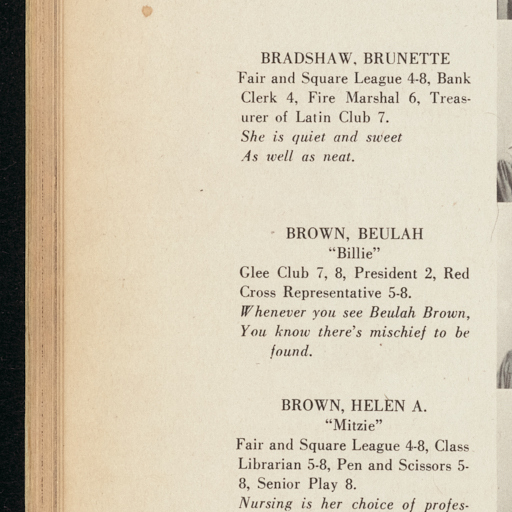 BRADSHAW, BRUNETTE
Fair and Square League 4-8, Bank
Clerk 4, Fire Marshal 6, Treas-
urer of Latin Club 7.
She is quiet and sweet
As well as neat.
BROWN, BEULAH
“Billie”
Glee Club 7, 8, President 2, Red
Cross Representative 5-8.
Whenever you see Beulah Brown,
You know there's mischief to be
found.
BROWN, HELEN A.
“Mitzie”
Fair and Square League 4-8, Class
Librarian 5-8, Pen and Scissors 5-
8, Senior Play 8.
Nursing is her choice of profes-